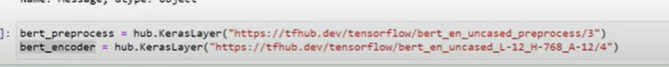 Name: Message, dtype: object
]: bert_preprocess = hub.KerasLayer("https://tfhub.dev/tensorflow/bert_en_uncased_preprocess/3")
bert_encoder = hub.KerasLayer("https://tfhub.dev/tensorflow/bert_en_uncased_L-12_H-768_A-12/4")